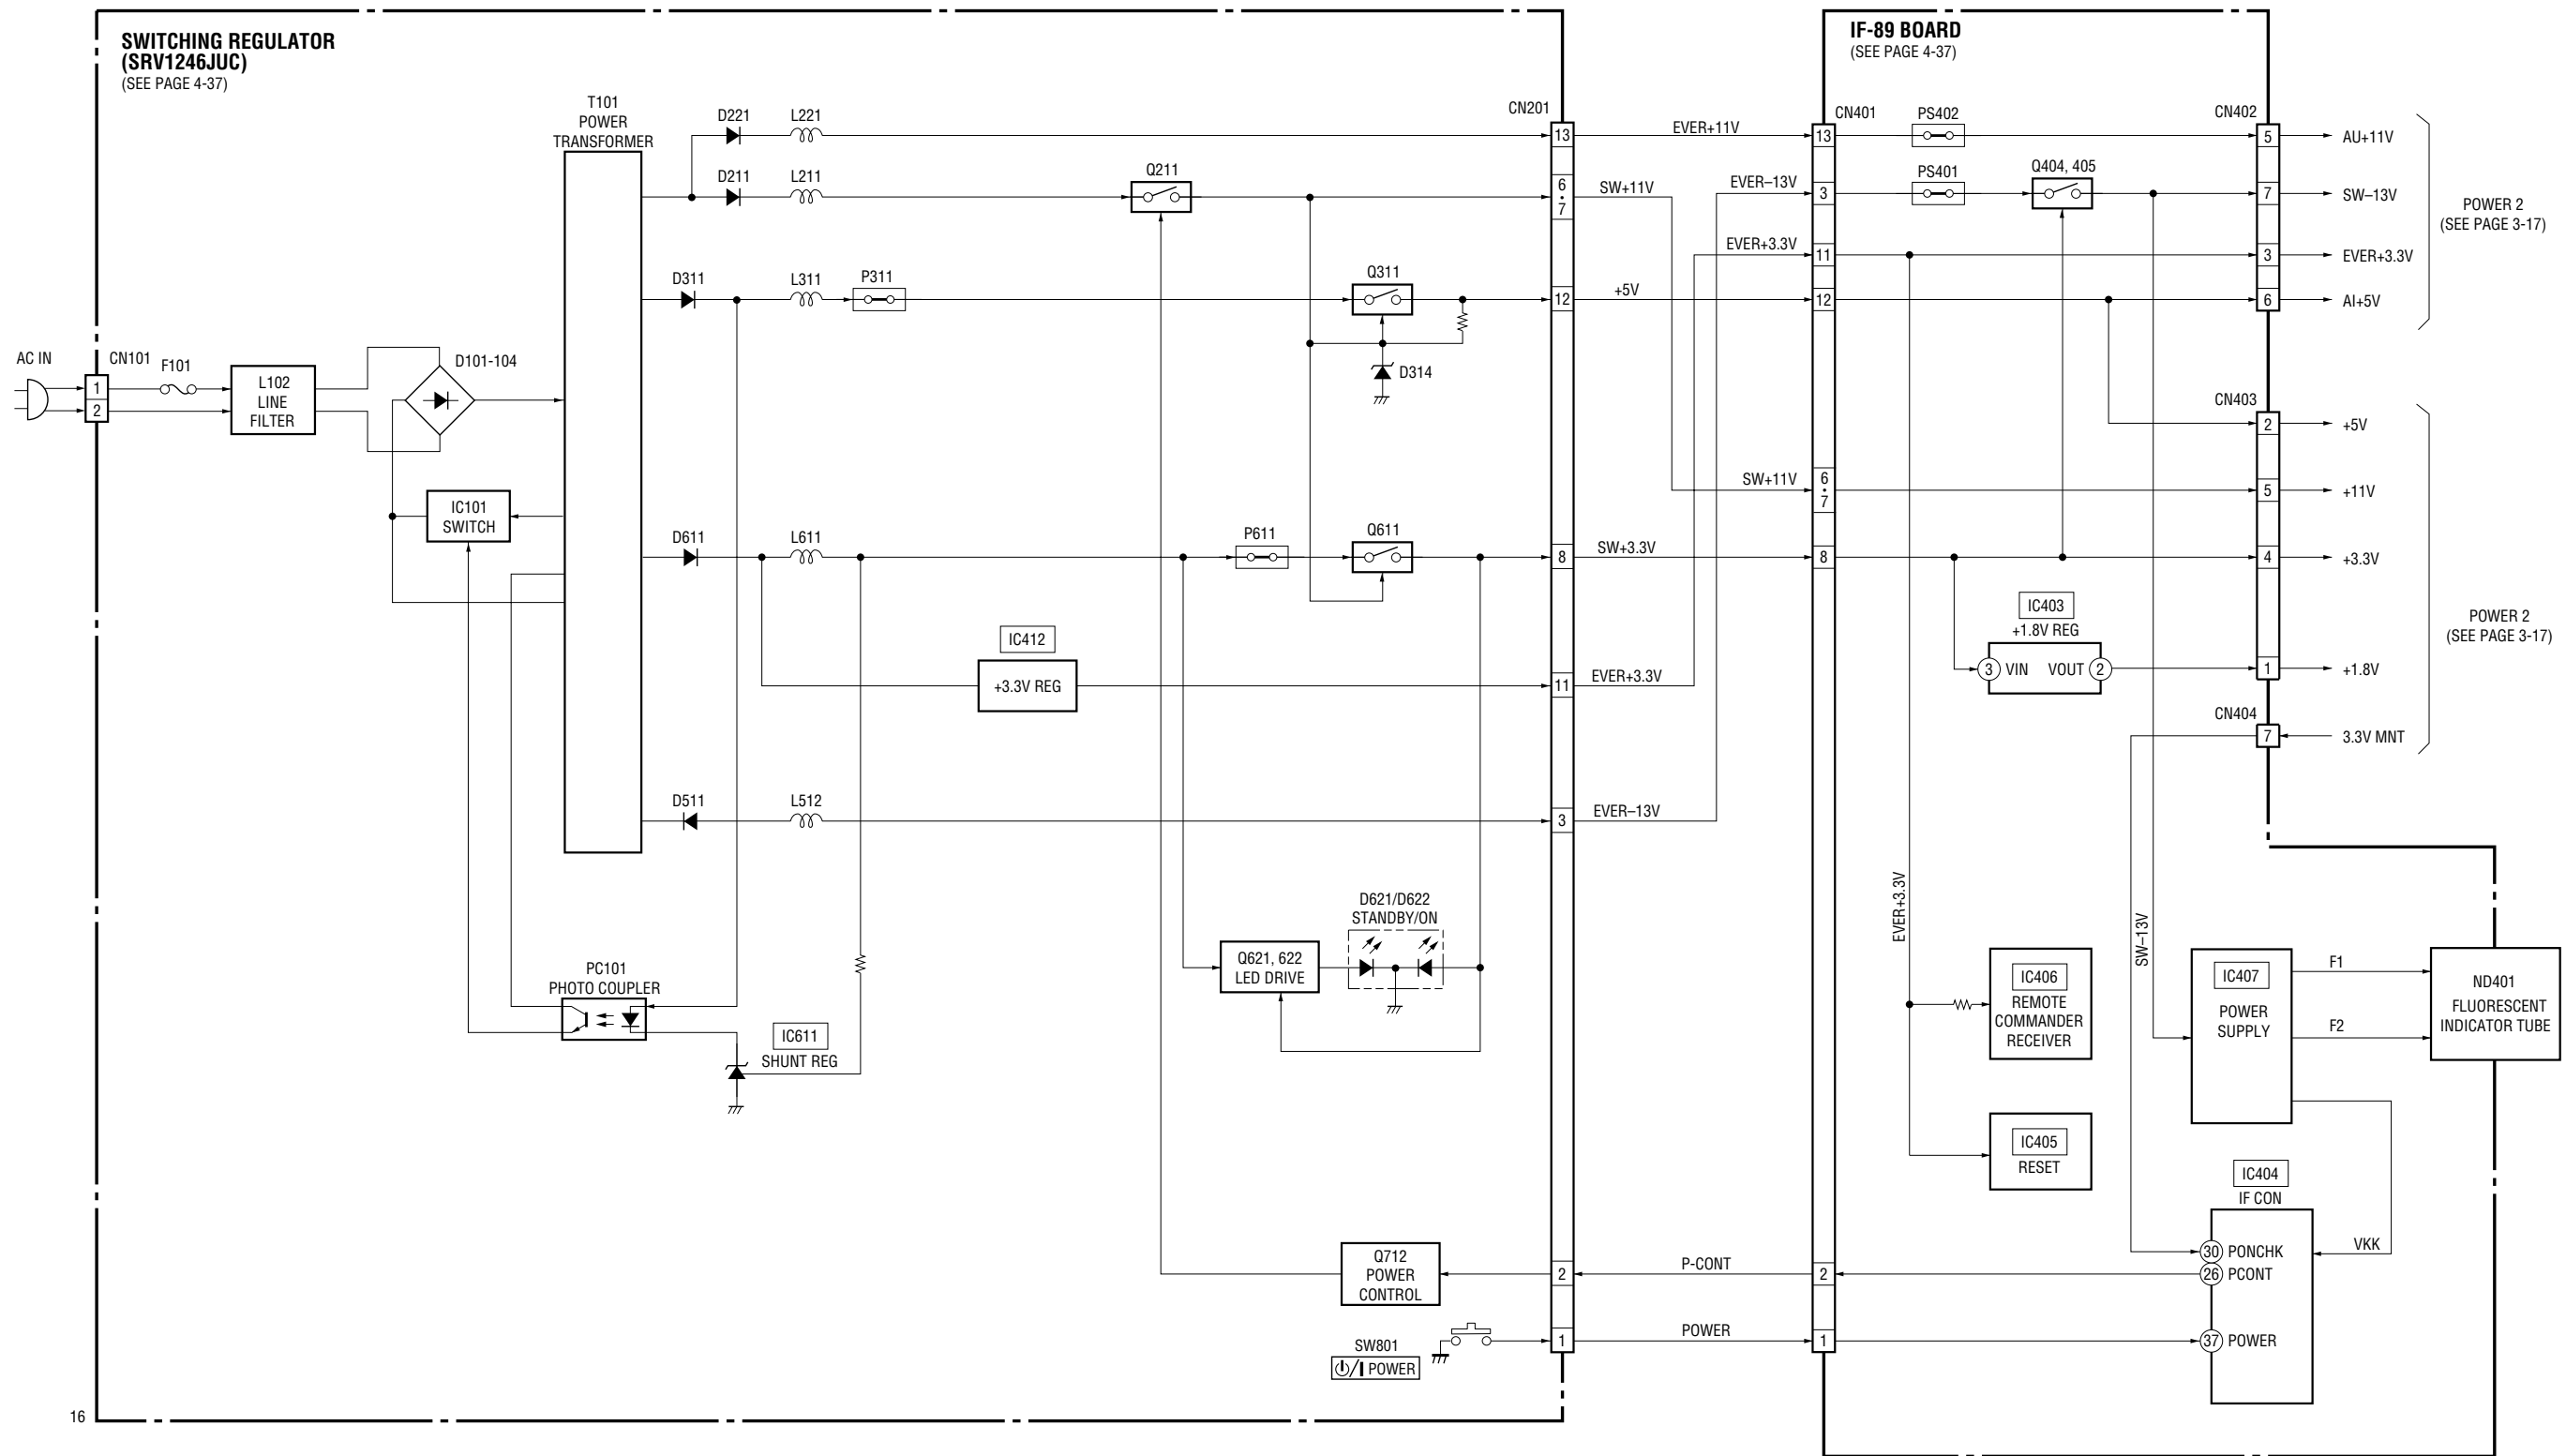 SWITCHING REGULATOR
(SRV1246JUC)
(SEE PAGE 4-37)
IF-89 BOARD
(SEE PAGE 4-37)
T101
POWER
TRANSFORMER
D221
L221
D211
L211
Q211
D311
L311
P311
Q311
D314
AC IN
CN101
1
2
F101
L102
LINE
FILTER
D101-104
IC101
SWITCH
D611
L611
P611
Q611
IC412
+3.3V REG
D511
L512
D621/D622
STANDBY/ON
Q621, 622
LED DRIVE
PC101
PHOTO COUPLER
IC611
SHUNT REG
Q712
POWER
CONTROL
SW801
POWER
CN201
13
6
•
7
12
8
11
3
2
1
EVER+11V
SW+11V
EVER–13V
EVER+3.3V
+5V
SW+11V
SW+3.3V
EVER+3.3V
EVER–13V
P-CONT
POWER
CN401
13
3
11
12
6
•
7
8
2
1
PS402
PS401
Q404, 405
IC403
+1.8V REG
3
VIN
VOUT
2
EVER+3.3V
SW–13V
IC406
REMOTE
COMMANDER
RECEIVER
IC405
RESET
IC407
POWER
SUPPLY
F1
F2
ND401
FLUORESCENT
INDICATOR TUBE
IC404
IF CON
VKK
30
PONCHK
26
PCONT
37
POWER
CN402
5
AU+11V
7
SW–13V
3
EVER+3.3V
6
AI+5V
POWER 2
(SEE PAGE 3-17)
CN403
2
+5V
5
+11V
4
+3.3V
1
+1.8V
CN404
7
3.3V MNT
POWER 2
(SEE PAGE 3-17)
16